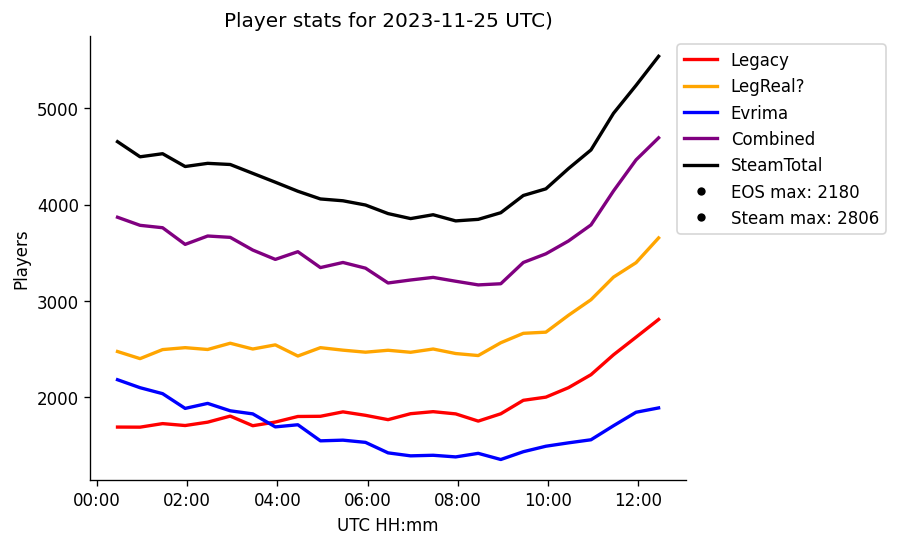 Player stats for 2023-11-25 UTC)
Legacy
LegReal?
Evrima
Combined
SteamTotal
EOS max: 2180
Steam max: 2806
Players
5000
4000
3000
2000
00:00 02:00 04:00 06:00 08:00 10:00 12:00
UTC HH:mm